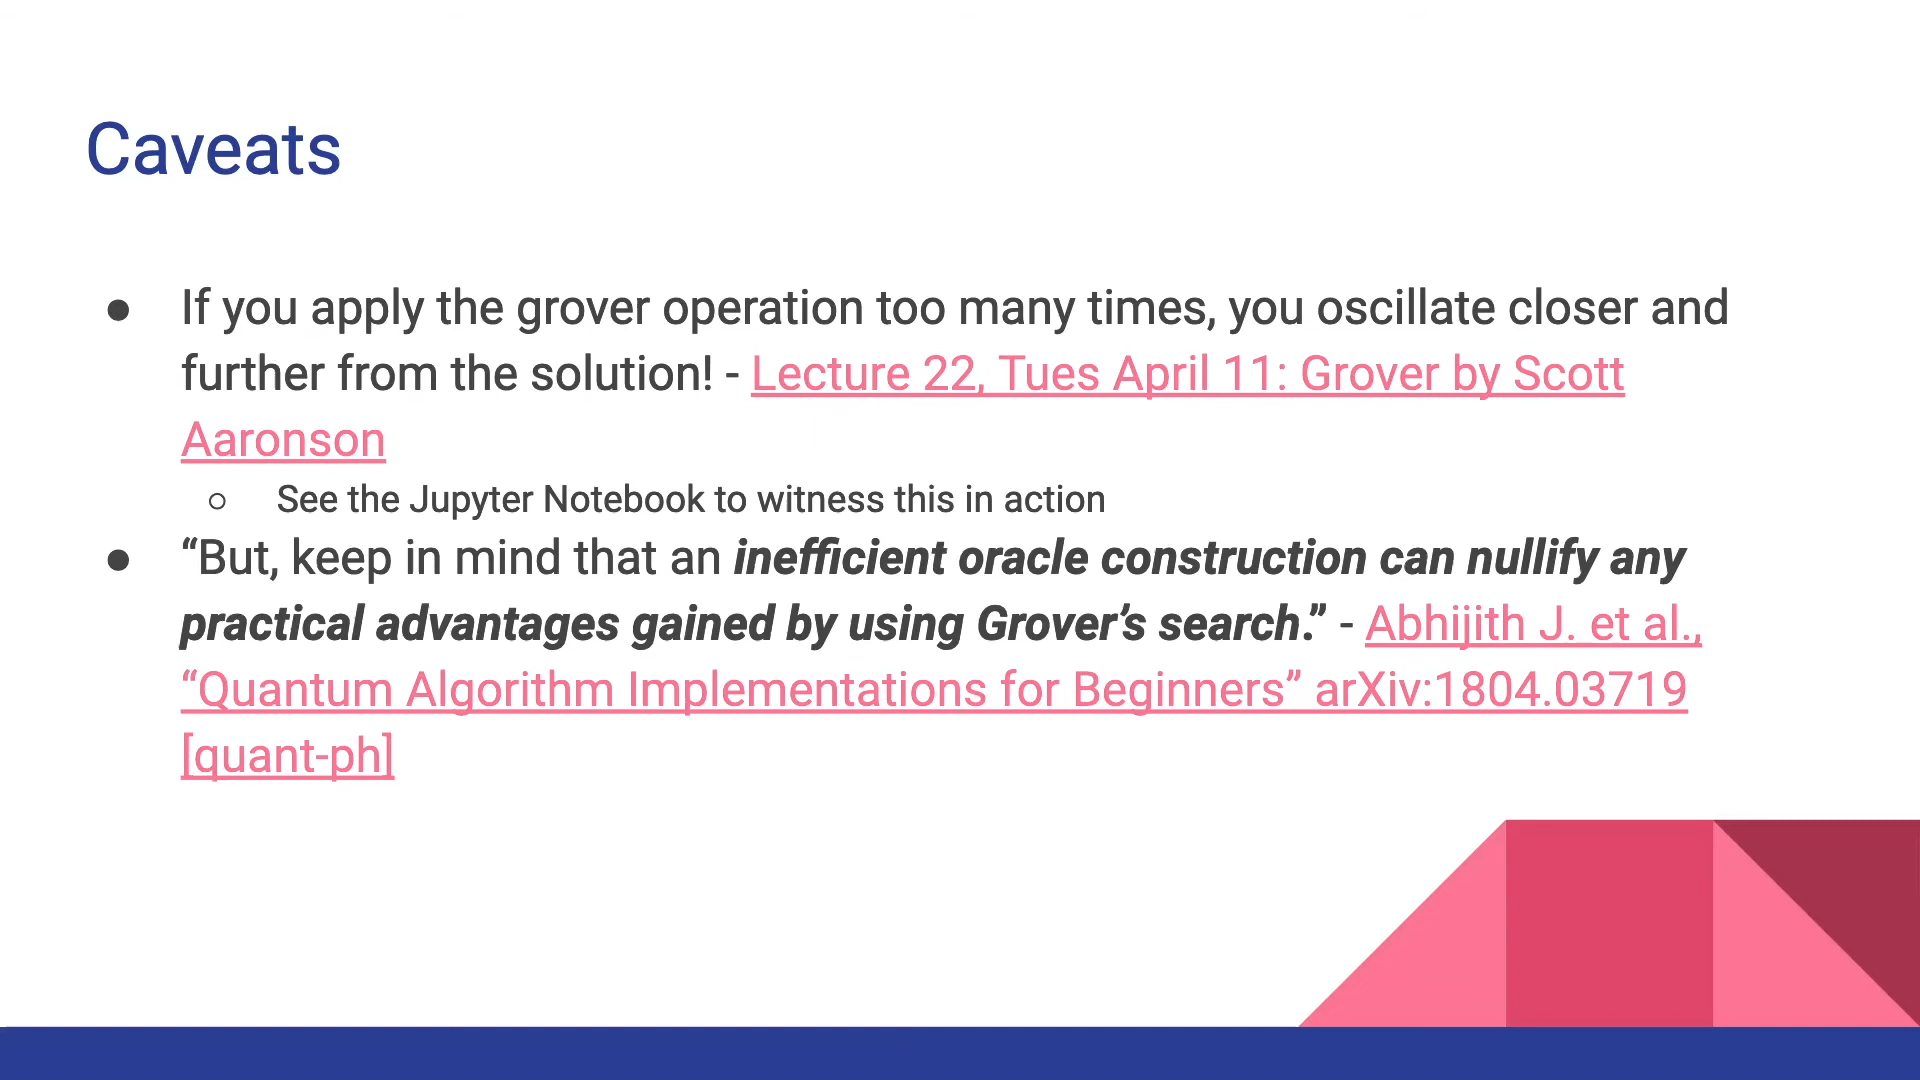 Caveats
● If you apply the grover operation too many times, you oscillate closer and
further from the solution! - Lecture 22, Tues April 11: Grover by Scott
Aaronson
○ See the Jupyter Notebook to witness this in action
● “But, keep in mind that an inefficient oracle construction can nullify any
practical advantages gained by using Grover’s search.” - Abhijith J. et al.,
“Quantum Algorithm Implementations for Beginners” arXiv:1804.03719
[quant-ph]